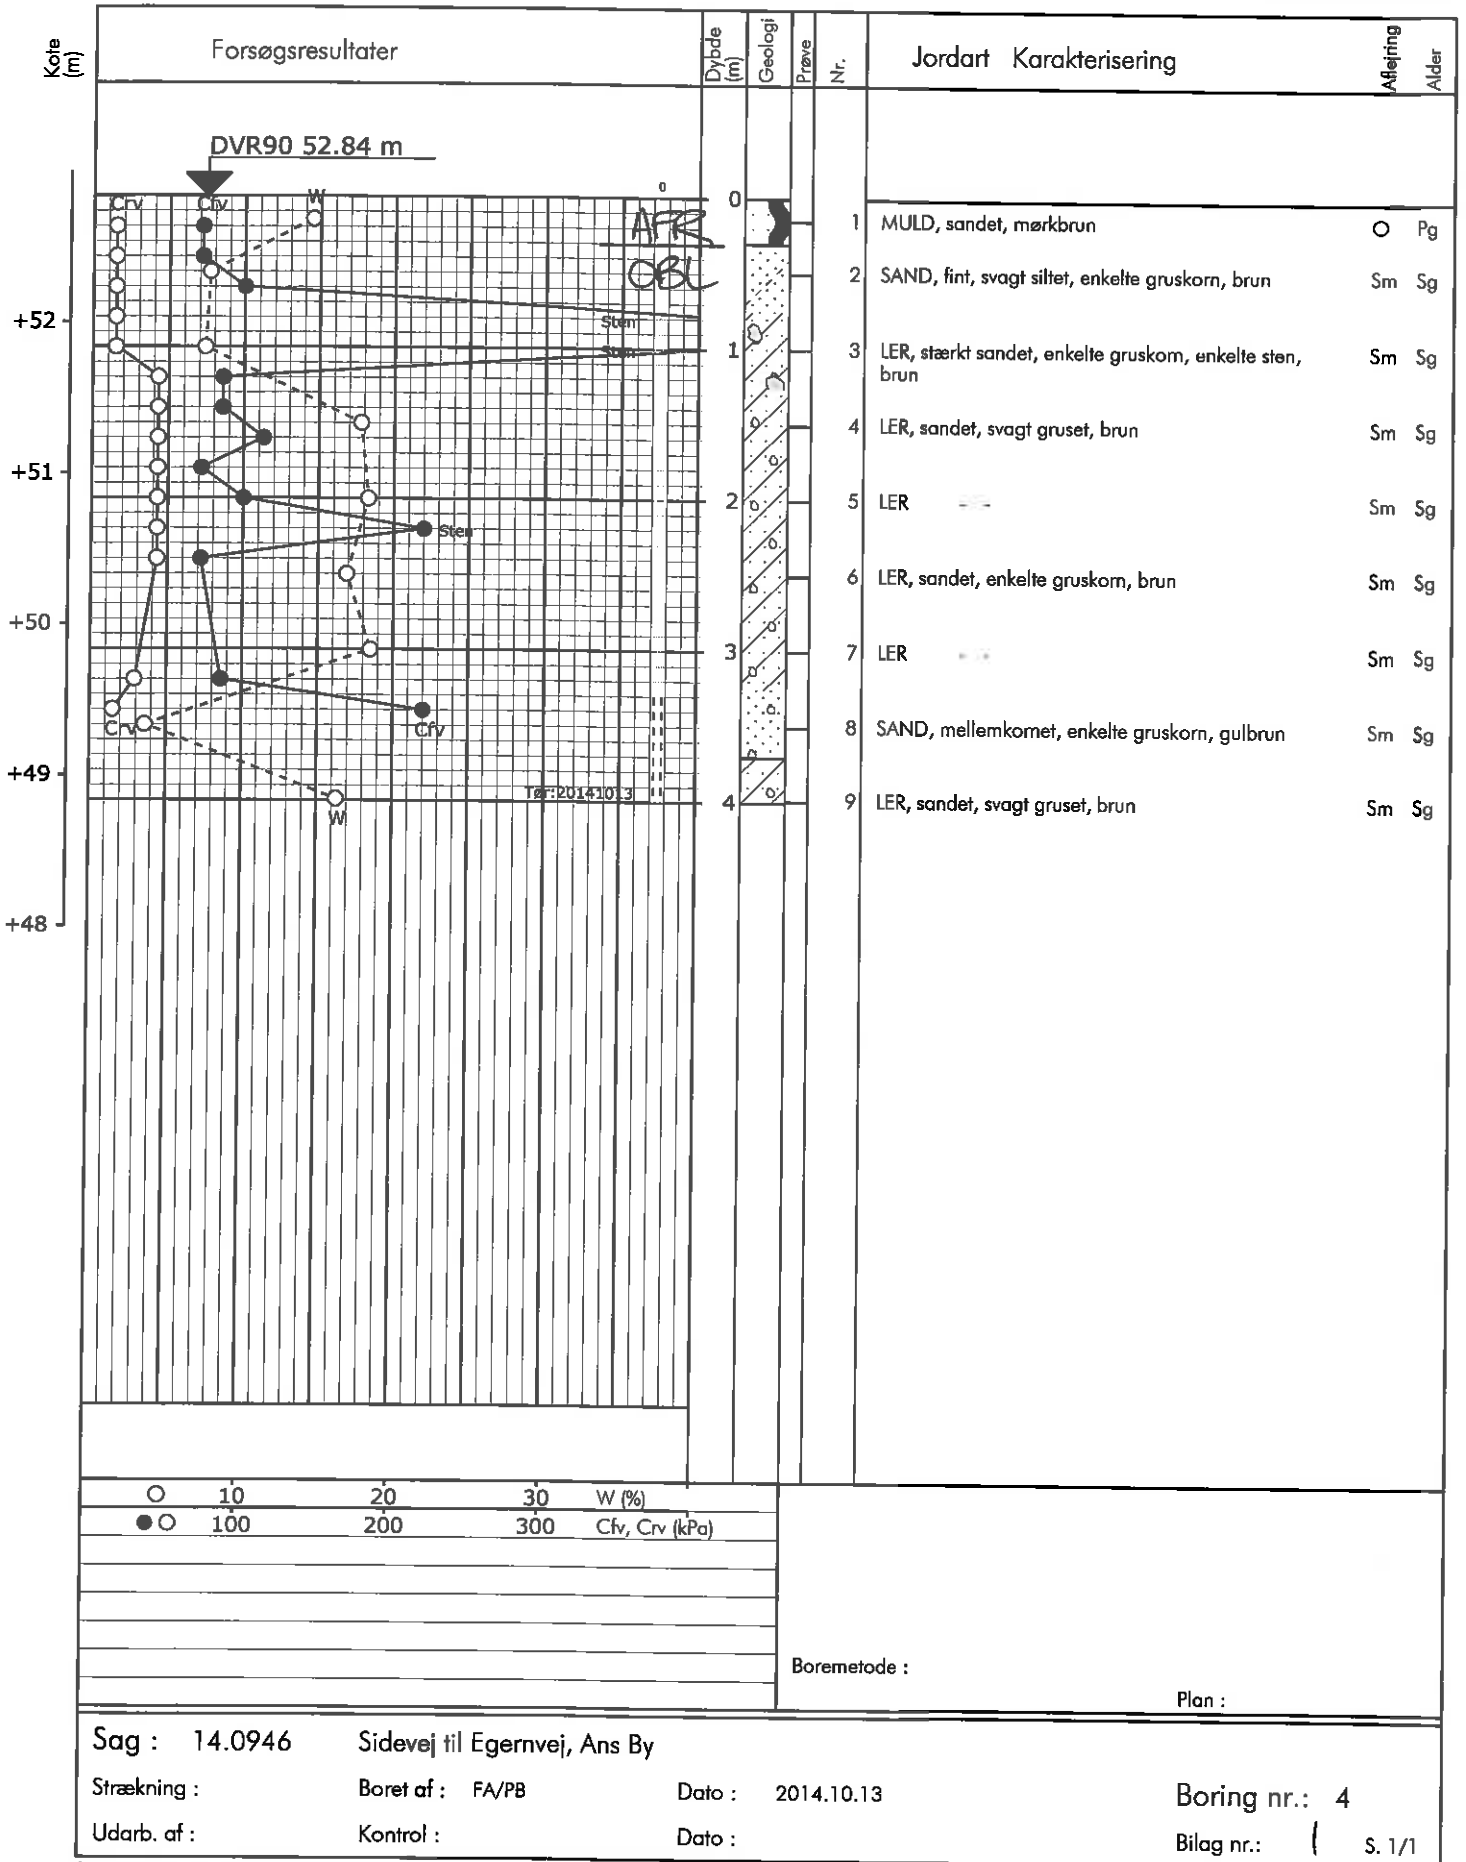 Kote (m)
Forsøgsresultater
Dybde (m)
Geologi
Prøve
Nr.
Jordart Karakterisering
Aflejring
Alder
DVR90 52.84 m
Crv
Cfv
W
0
0
AFR
1 MULD, sandet, mørkbrun O Pg
OBL
2 SAND, fint, svagt siltet, enkelte gruskorn, brun Sm Sg
+52
Sten
Sten
1
3 LER, stærkt sandet, enkelte gruskorn, enkelte sten,
brun Sm Sg
4 LER, sandet, svagt gruset, brun Sm Sg
+51
2
5 LER Sm Sg
Sten
6 LER, sandet, enkelte gruskorn, brun Sm Sg
+50
3
7 LER Sm Sg
Crv
Cfv
8 SAND, mellemkornet, enkelte gruskorn, gulbrun Sm Sg
+49
Tør:20141013
4
9 LER, sandet, svagt gruset, brun Sm Sg
W
+48
10 20 30 W (%)
100 200 300 Cfv, Crv (kPa)
Boremetode :
Plan :
Sag : 14.0946 Sidevej til Egernvej, Ans By
Strækning : Boret af : FA/PB Dato : 2014.10.13 Boring nr.: 4
Udarb. af : Kontrol : Dato : Bilag nr.: 1 S. 1/1